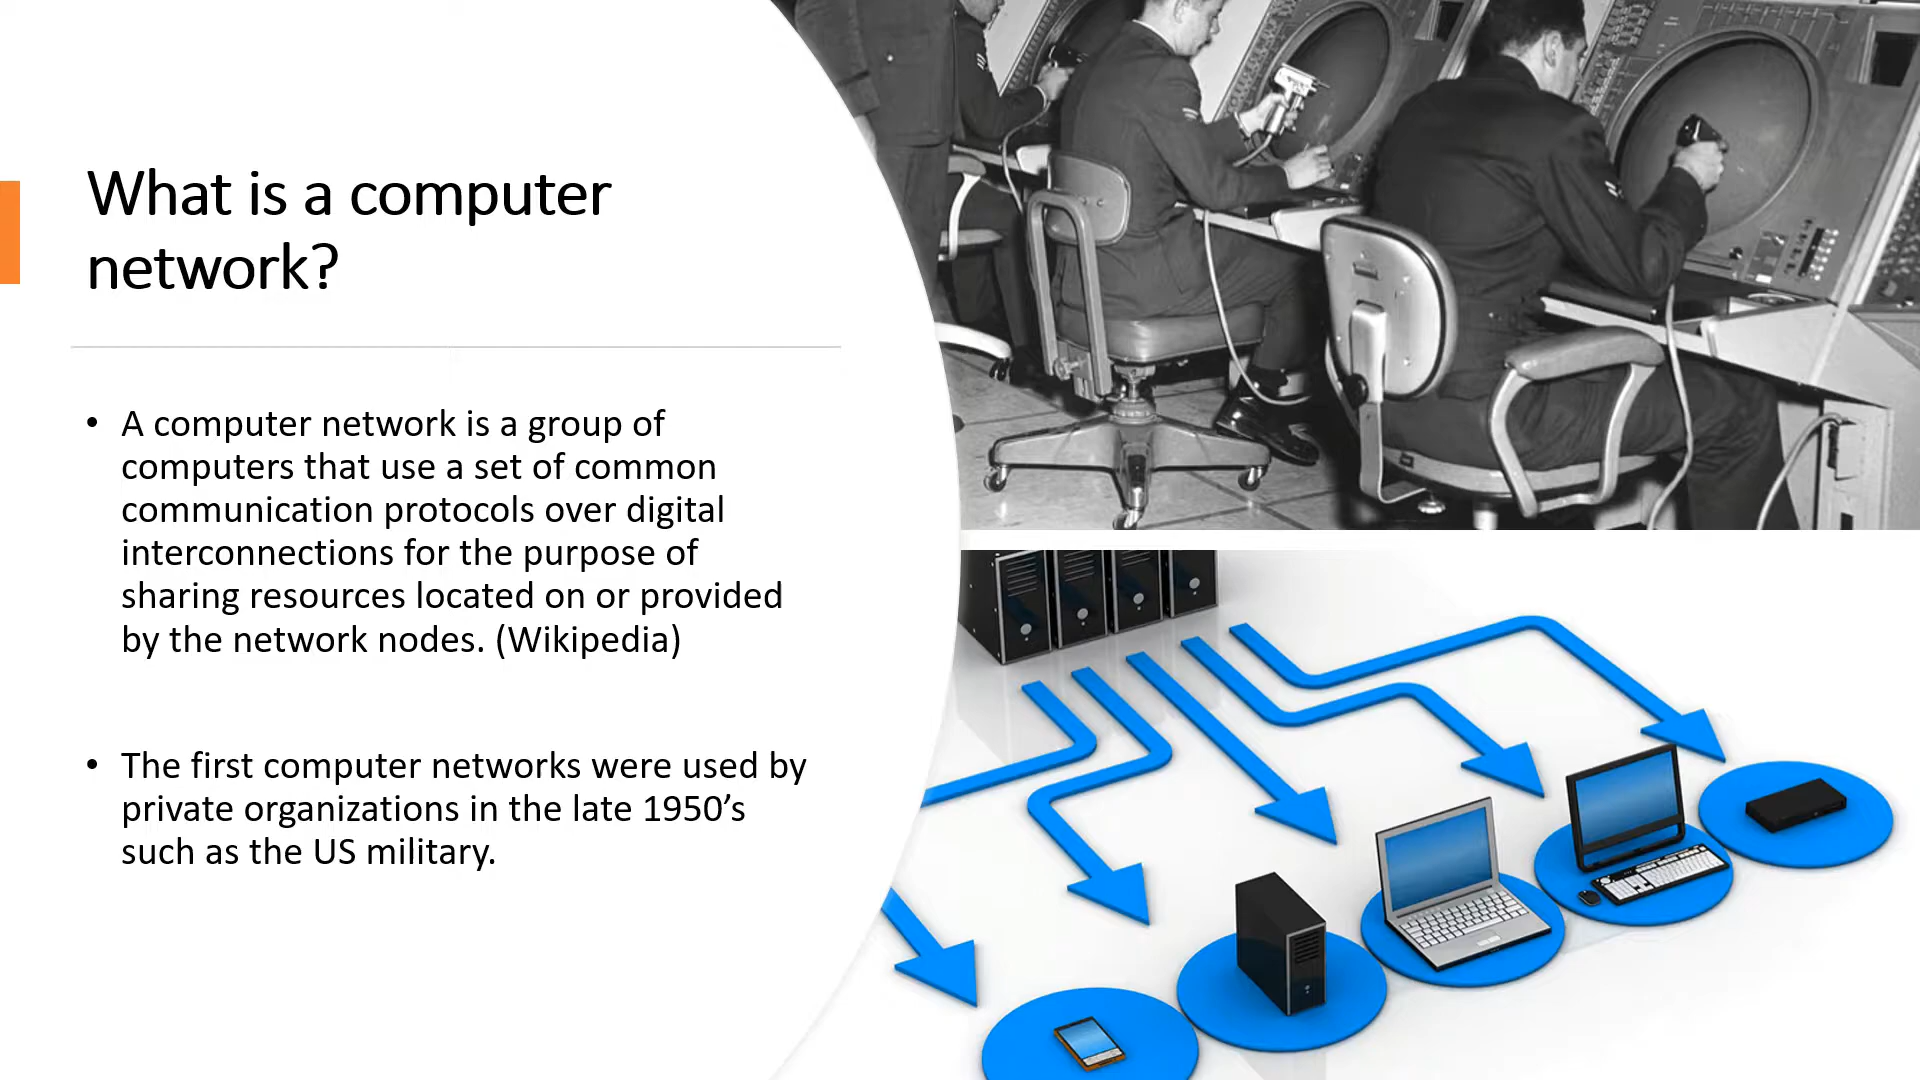 What is a computer
network?
• A computer network is a group of
computers that use a set of common
communication protocols over digital
interconnections for the purpose of
sharing resources located on or provided
by the network nodes. (Wikipedia)
• The first computer networks were used by
private organizations in the late 1950’s
such as the US military.